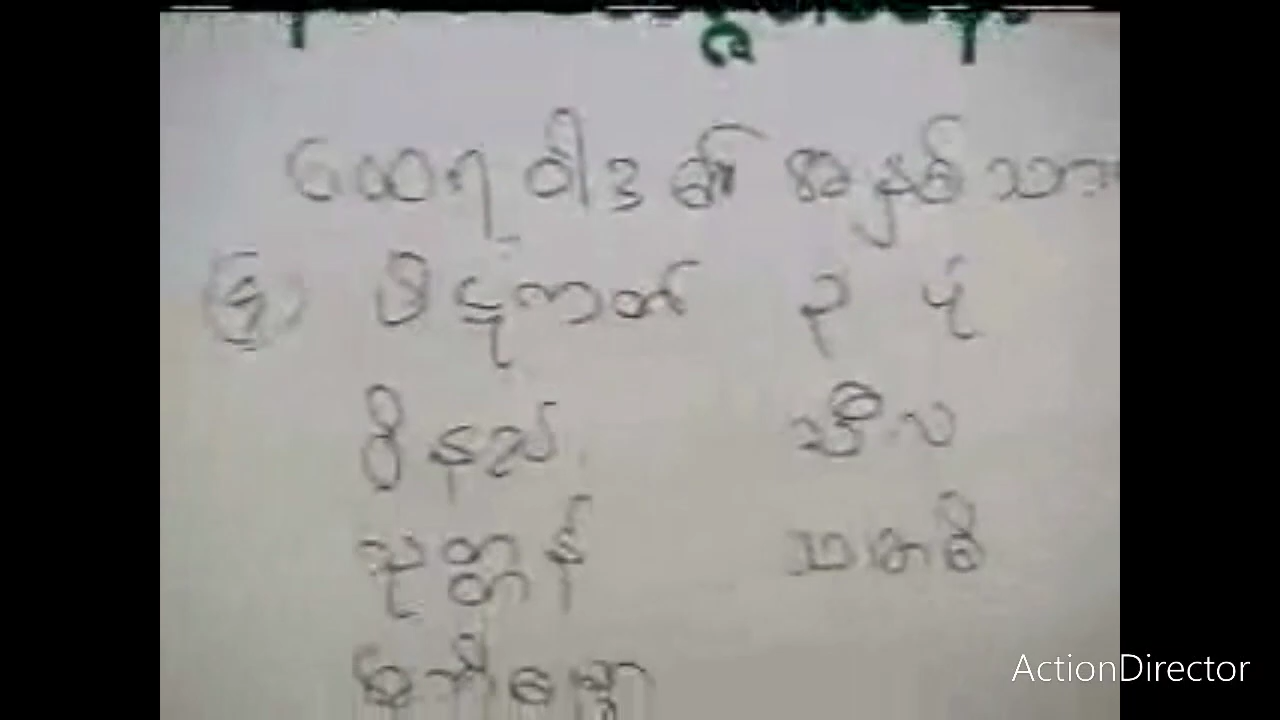 ထေရဝါဒ၏ အနှစ်သာ
(၁) ပိဋကတ် ၃ ပုံ
ဝိနည်း သီလ
သုတ္တန် သမာဓိ
အဘိဓမ္မာ
ActionDirector